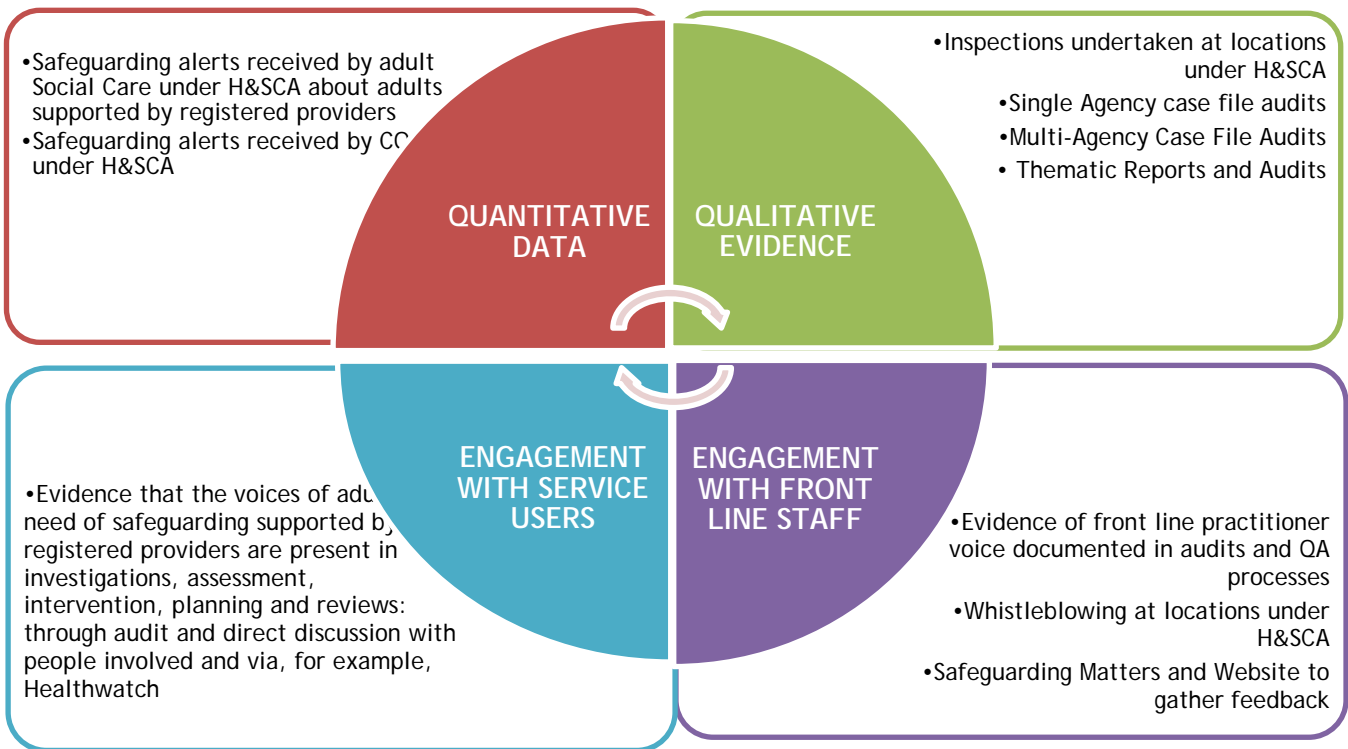 •Safeguarding alerts received by adult
Social Care under H&SCA about adults
supported by registered providers
•Safeguarding alerts received by
under H&SCA
QUANTITATIVE
DATA
•Inspections undertaken at locations
under H&SCA
•Single Agency case file audits
•Multi-Agency Case File Audits
• Thematic Reports and Audits
QUALITATIVE
EVIDENCE
•Evidence that the voices of
need of safeguarding supported by
registered providers are present in
investigations, assessment,
intervention, planning and reviews:
through audit and direct discussion with
people involved and via, for example,
Healthwatch
ENGAGEMENT
WITH SERVICE
USERS
ENGAGEMENT
WITH FRONT
LINE STAFF
•Evidence of front line practitioner
voice documented in audits and QA
processes
•Whistleblowing at locations under
H&SCA
•Safeguarding Matters and Website to
gather feedback